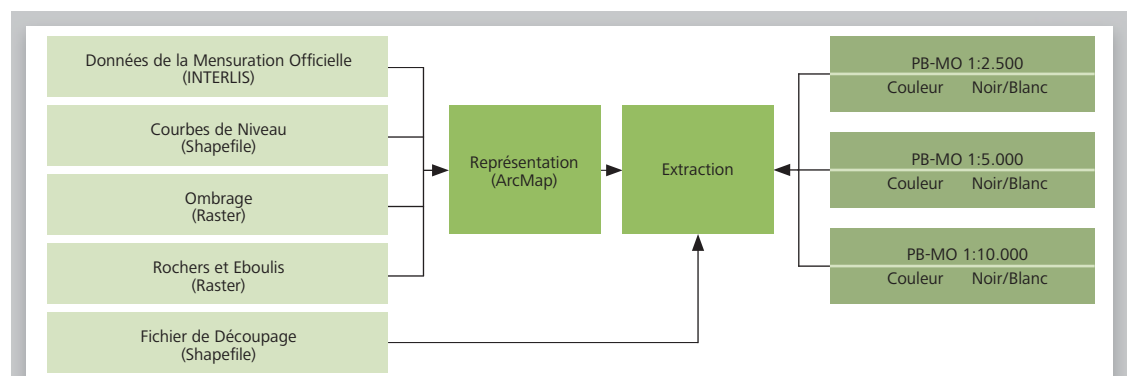 Données de la Mensuration Officielle
(INTERLIS)
Courbes de Niveau
(Shapefile)
Ombrage
(Raster)
Rochers et Eboulis
(Raster)
Fichier de Découpage
(Shapefile)
Représentation
(ArcMap)
Extraction
PB-MO 1:2.500
Couleur Noir/Blanc
PB-MO 1:5.000
Couleur Noir/Blanc
PB-MO 1:10.000
Couleur Noir/Blanc